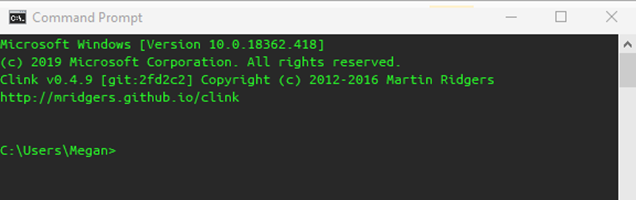 C:\.
Command Prompt
Microsoft Windows [Version 10.0.18362.418]
(c) 2019 Microsoft Corporation. All rights reserved.
Clink v0.4.9 [git:2fd2c2] Copyright (c) 2012-2016 Martin Ridgers
http://mridgers.github.io/clink
C:\Users\Megan>